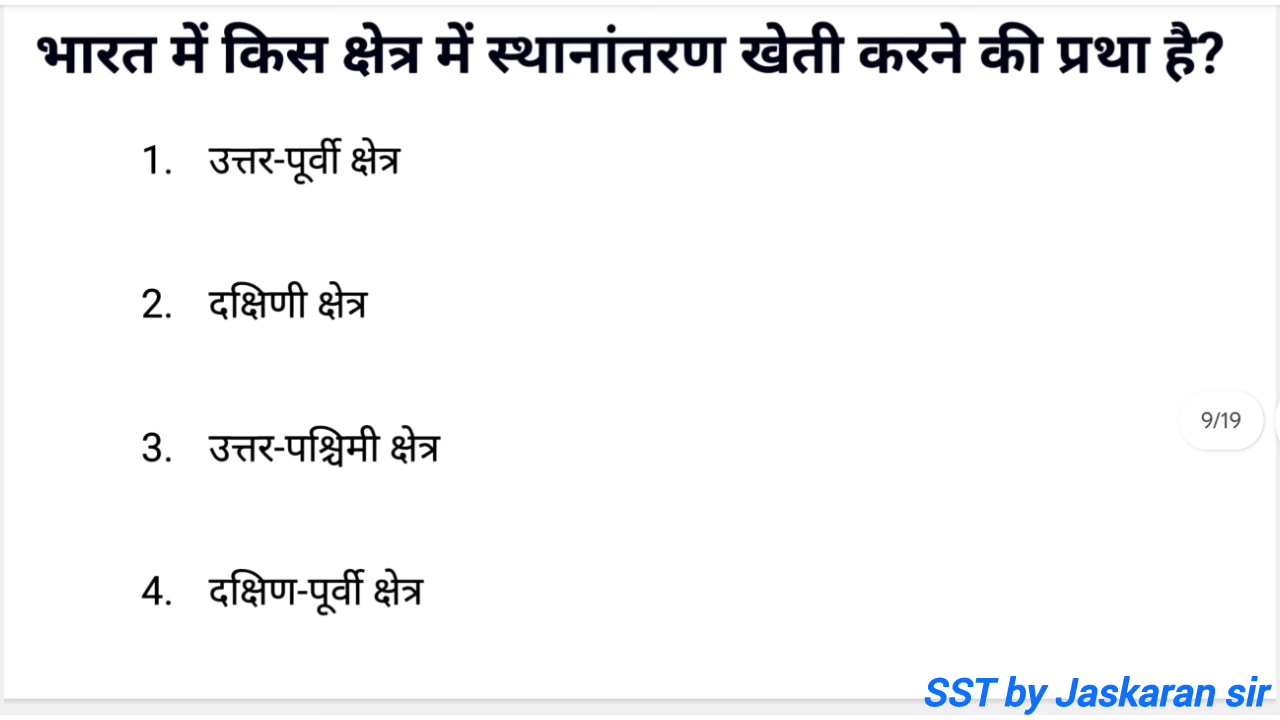 भारत में किस क्षेत्र में स्थानांतरण खेती करने की प्रथा है?
1. उत्तर-पूर्वी क्षेत्र
2. दक्षिणी क्षेत्र
3. उत्तर-पश्चिमी क्षेत्र
9/19
4. दक्षिण-पूर्वी क्षेत्र
SST by Jaskaran sir